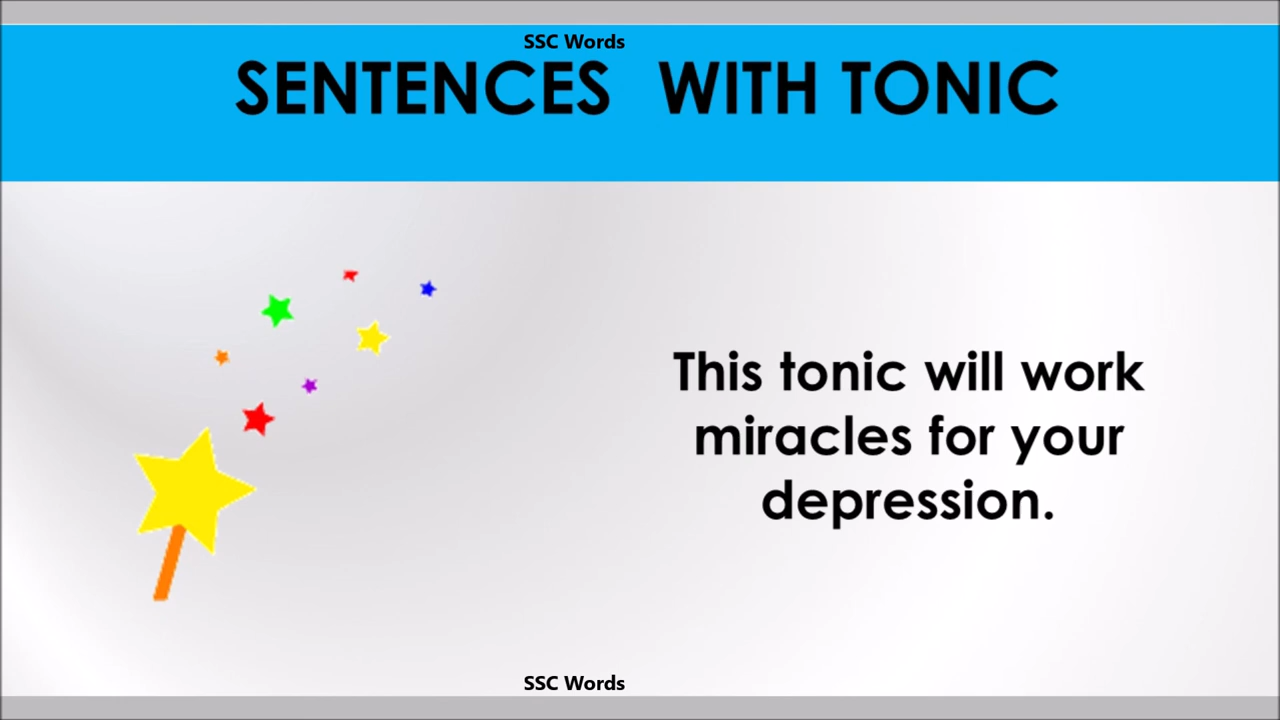 SSC Words
SENTENCES WITH TONIC
This tonic will work
miracles for your
depression.
SSC Words